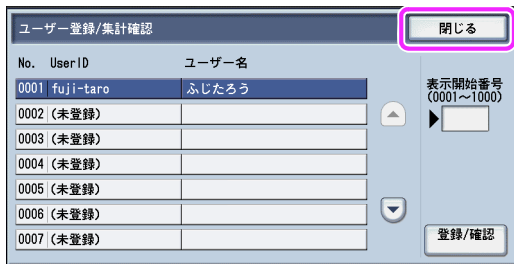 ユーザー登録/集計確認
閉じる
No. UserID ユーザー名
0001 fuji-taro ふじたろう
0002 (未登録)
0003 (未登録)
0004 (未登録)
0005 (未登録)
0006 (未登録)
0007 (未登録)
表示開始番号
(0001～1000)
登録/確認